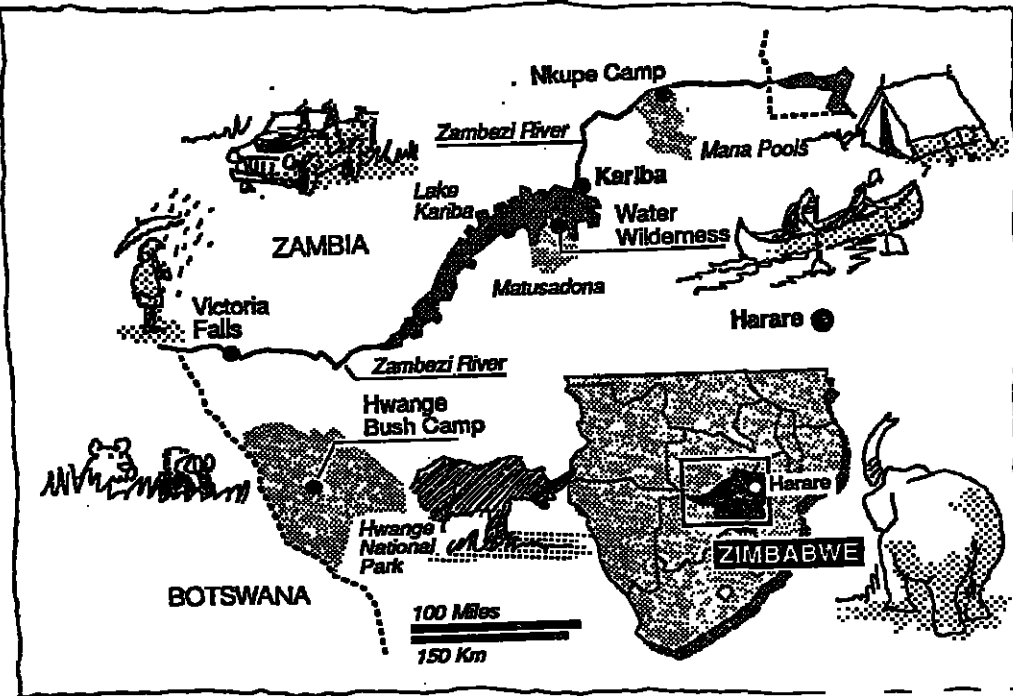 Nkupe Camp
Zambezi River
Mana Pools
Kariba
Lake
Kariba
Water
Wilderness
ZAMBIA
Matusadona
Victoria
Falls
Harare
Zambezi River
Hwange
Bush Camp
Harare
Hwange
National
Park
ZIMBABWE
BOTSWANA
100 Miles
150 Km